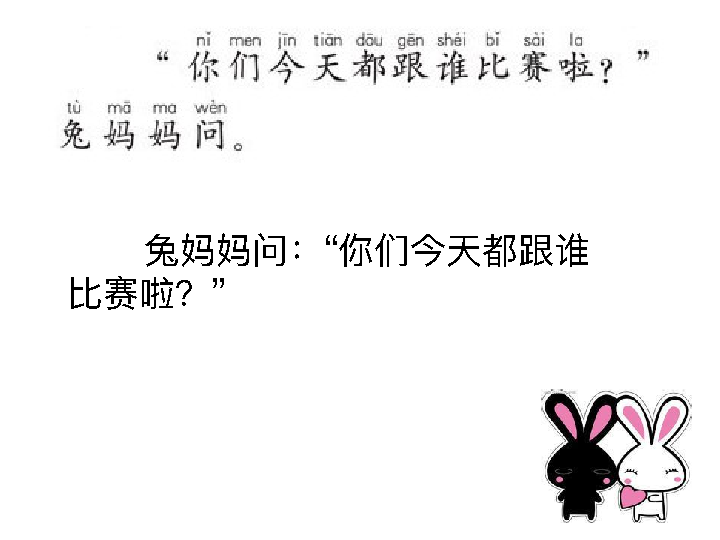 nǐ men jīn tiān dōu gēn shéi bǐ sài la
“你们今天都跟谁比赛啦？”
tù mā ma wèn
兔妈妈问。
兔妈妈问：“你们今天都跟谁
比赛啦？”